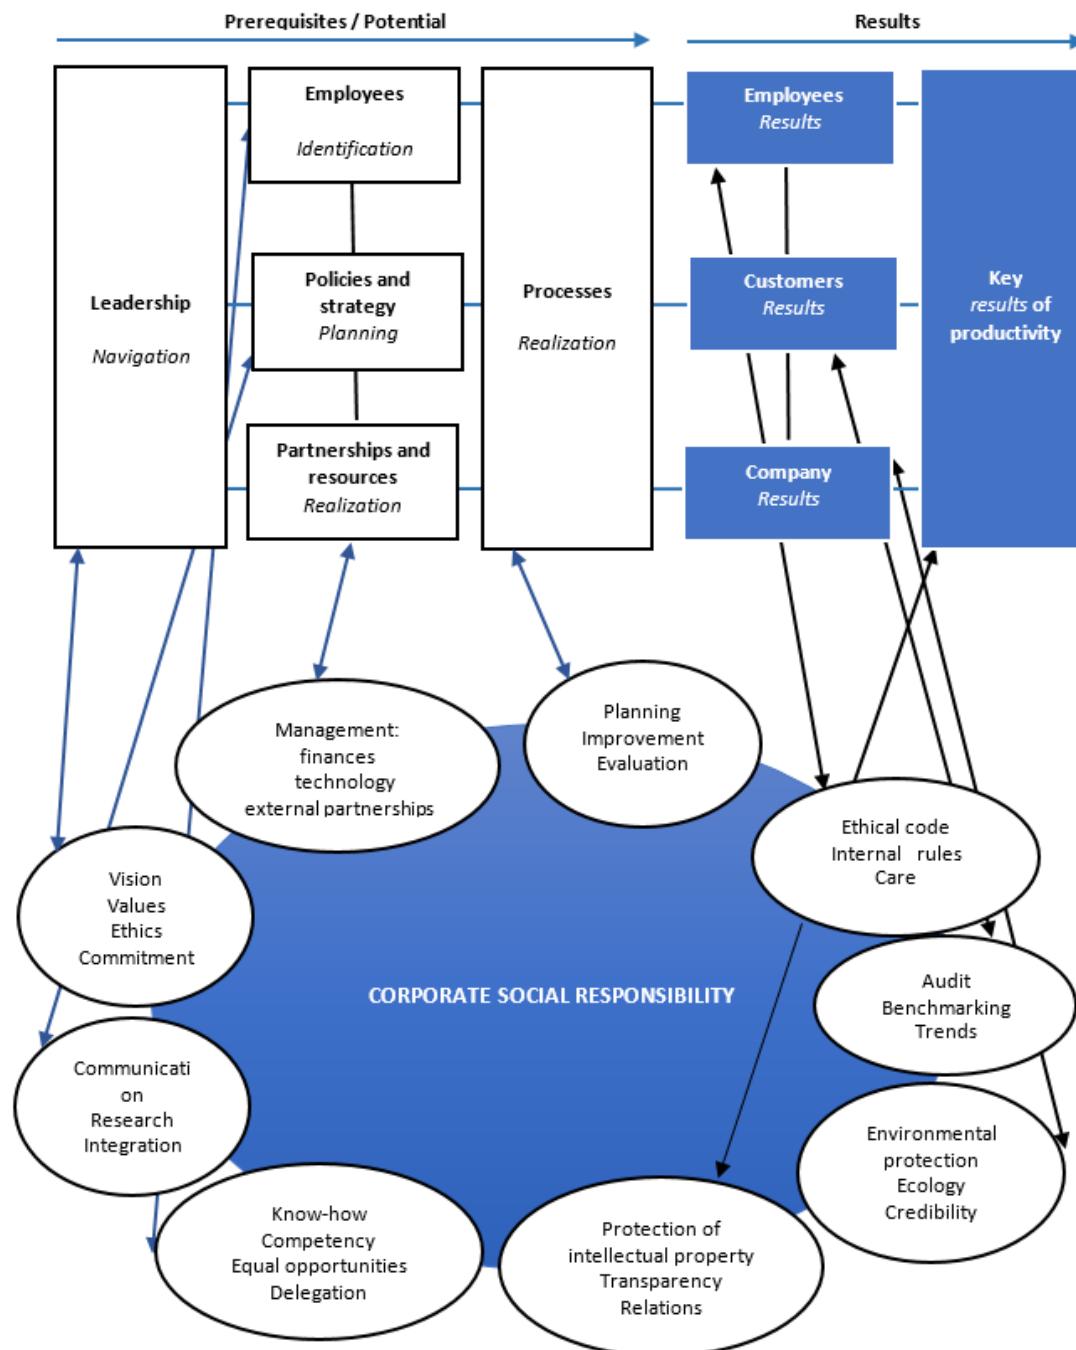 Prerequisites / Potential
Results
Leadership
Navigation
Employees
Identification
Policies and
strategy
Planning
Partnerships and
resources
Realization
Processes
Realization
Employees
Results
Customers
Results
Company
Results
Key
results of
productivity
Management:
finances
technology
external partnerships
Planning
Improvement
Evaluation
Ethical code
Internal rules
Care
Vision
Values
Ethics
Commitment
CORPORATE SOCIAL RESPONSIBILITY
Audit
Benchmarking
Trends
Communicati
on
Research
Integration
Environmental
protection
Ecology
Credibility
Know-how
Competency
Equal opportunities
Delegation
Protection of
intellectual property
Transparency
Relations